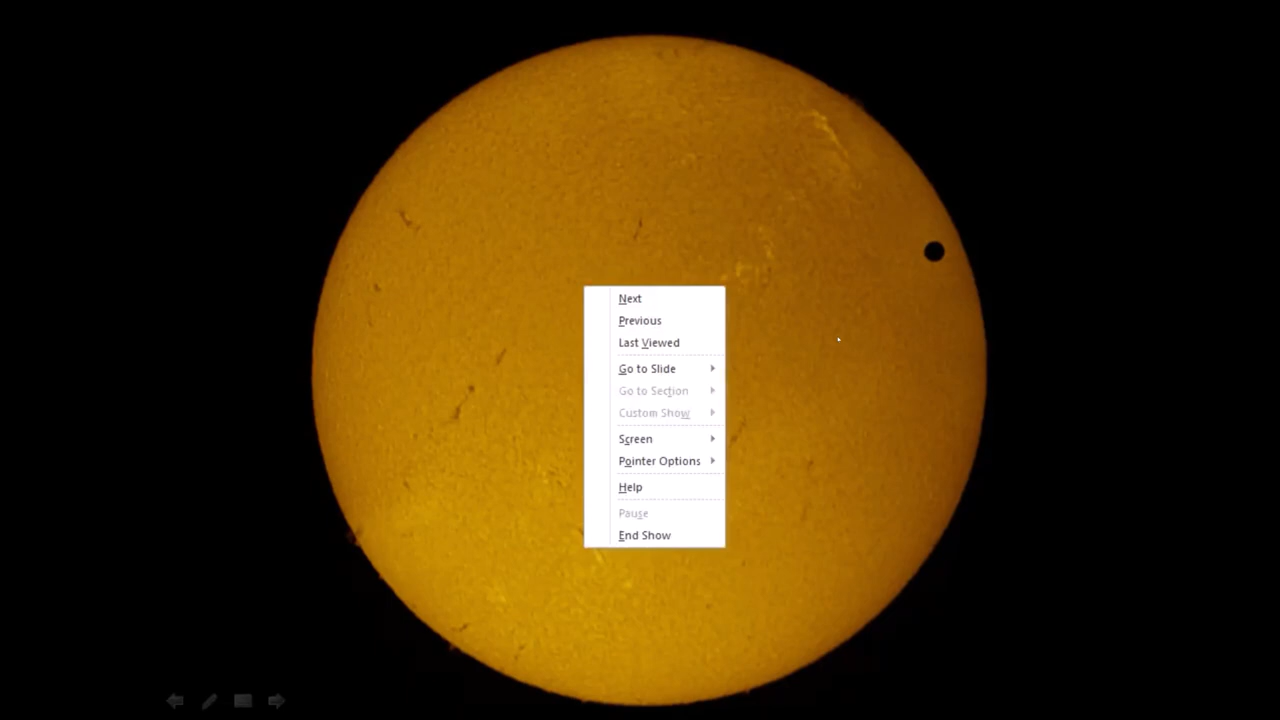 Next
Previous
Last Viewed
Go to Slide
Go to Section
Custom Show
Screen
Pointer Options
Help
Pause
End Show